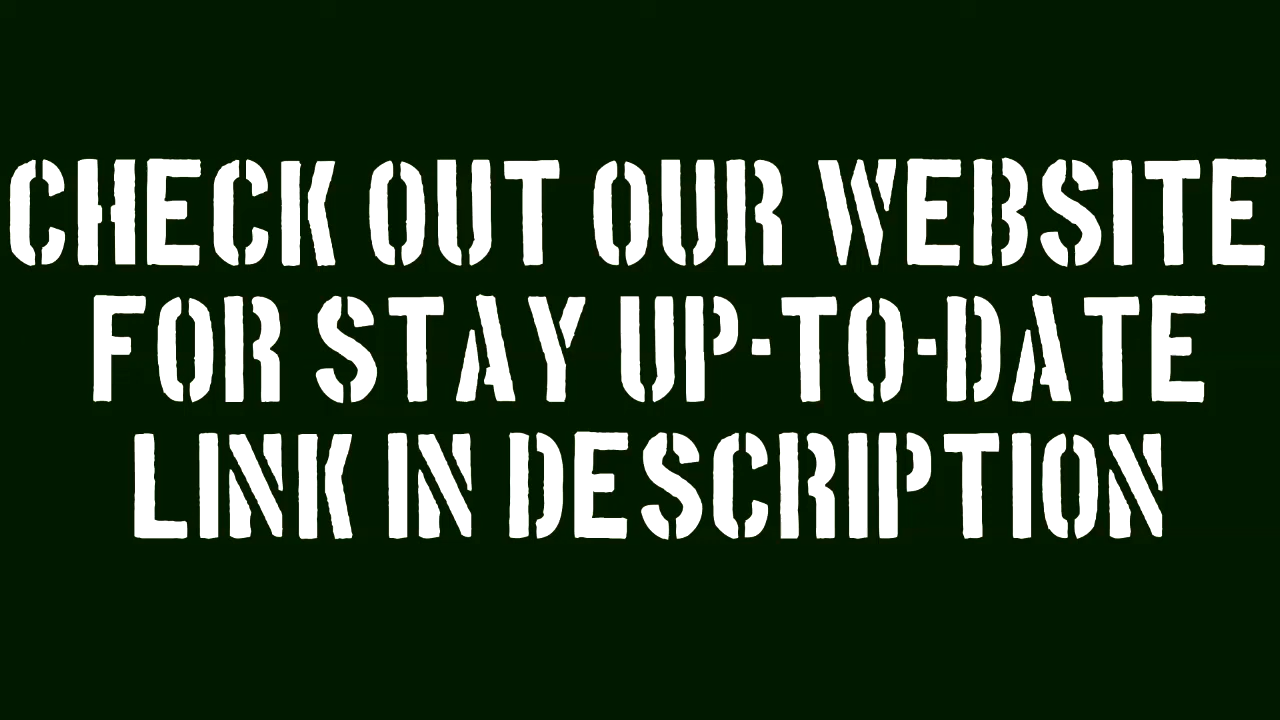 CHECK OUT OUR WEBSITE
FOR STAY UP-TO-DATE
LINK IN DESCRIPTION